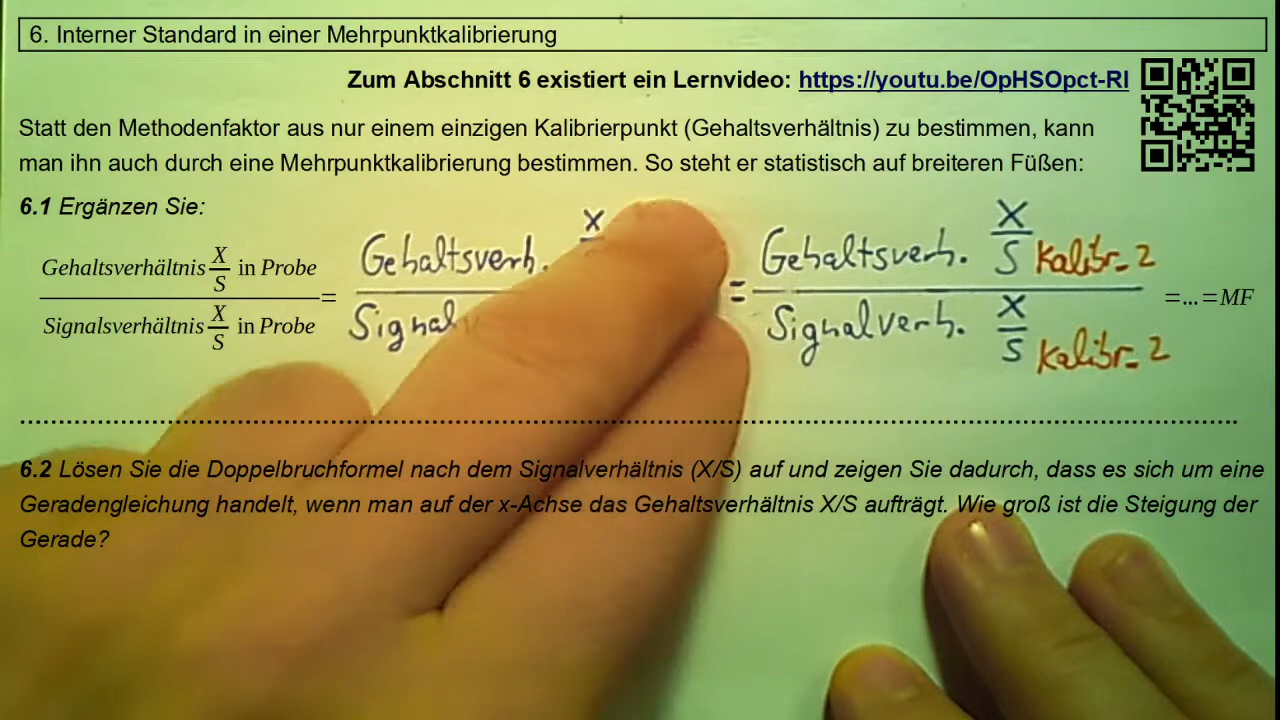 6. Interner Standard in einer Mehrpunktkalibrierung
Zum Abschnitt 6 existiert ein Lernvideo: https://youtu.be/OpHSOpct-RI
Statt den Methodenfaktor aus nur einem einzigen Kalibrierpunkt (Gehaltsverhältnis) zu bestimmen, kann
man ihn auch durch eine Mehrpunktkalibrierung bestimmen. So steht er statistisch auf breiteren Füßen:
6.1 Ergänzen Sie:
Gehaltsverhältnis X/S in Probe
Signalsverhältnis X/S in Probe
=
Gehaltsverh. X
Signal
=
Gehaltsverh. X/S Kalibr. 2
Signalverh. X/S Kalibr. 2
=...=MF
6.2 Lösen Sie die Doppelbruchformel nach dem Signalverhältnis (X/S) auf und zeigen Sie dadurch, dass es sich um eine
Geradengleichung handelt, wenn man auf der x-Achse das Gehaltsverhältnis X/S aufträgt. Wie groß ist die Steigung der
Gerade?